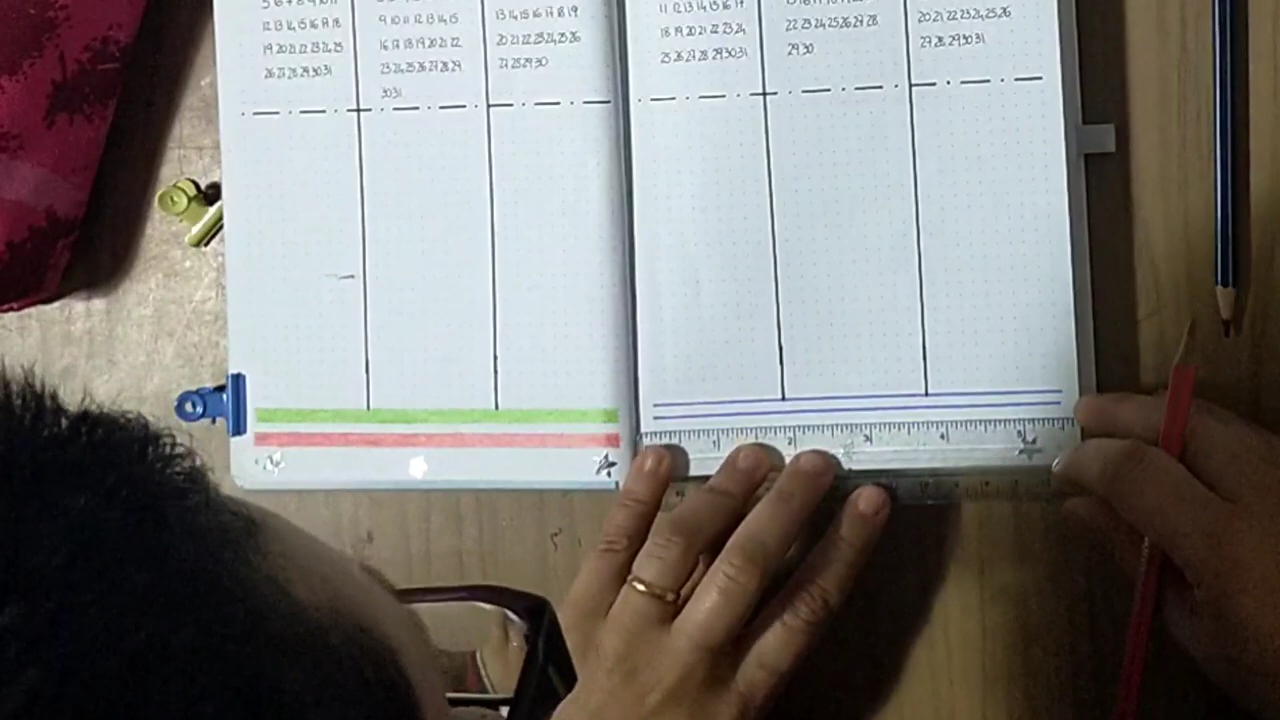 12 13 14 15 16 17 18
19 20 21 22 23 24 25
26 27 28 29 30 31
9 10 11 12 13 14 15
16 17 18 19 20 21 22
23 24 25 26 27 28 29
30 31
13 14 15 16 17 18 19
20 21 22 23 24 25 26
27 28 29 30
11 12 13 14 15 16 17
18 19 20 21 22 23 24
25 26 27 28 29 30 31
22 23 24 25 26 27 28
29 30
20 21 22 23 24 25 26
27 28 29 30 31
1
2
3
4
5